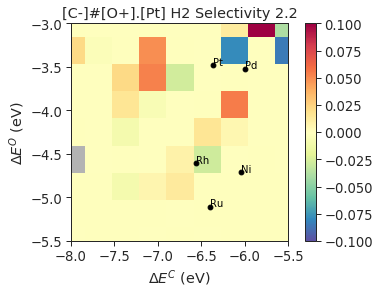 [C-]#[O+].[Pt] H2 Selectivity 2.2
−3.0
−3.5
−4.0
−4.5
−5.0
−5.5
ΔE^O (eV)
−8.0 −7.5 −7.0 −6.5 −6.0 −5.5
ΔE^C (eV)
Pt
Pd
Rh
Ni
Ru
0.100
0.075
0.050
0.025
0.000
−0.025
−0.050
−0.075
−0.100